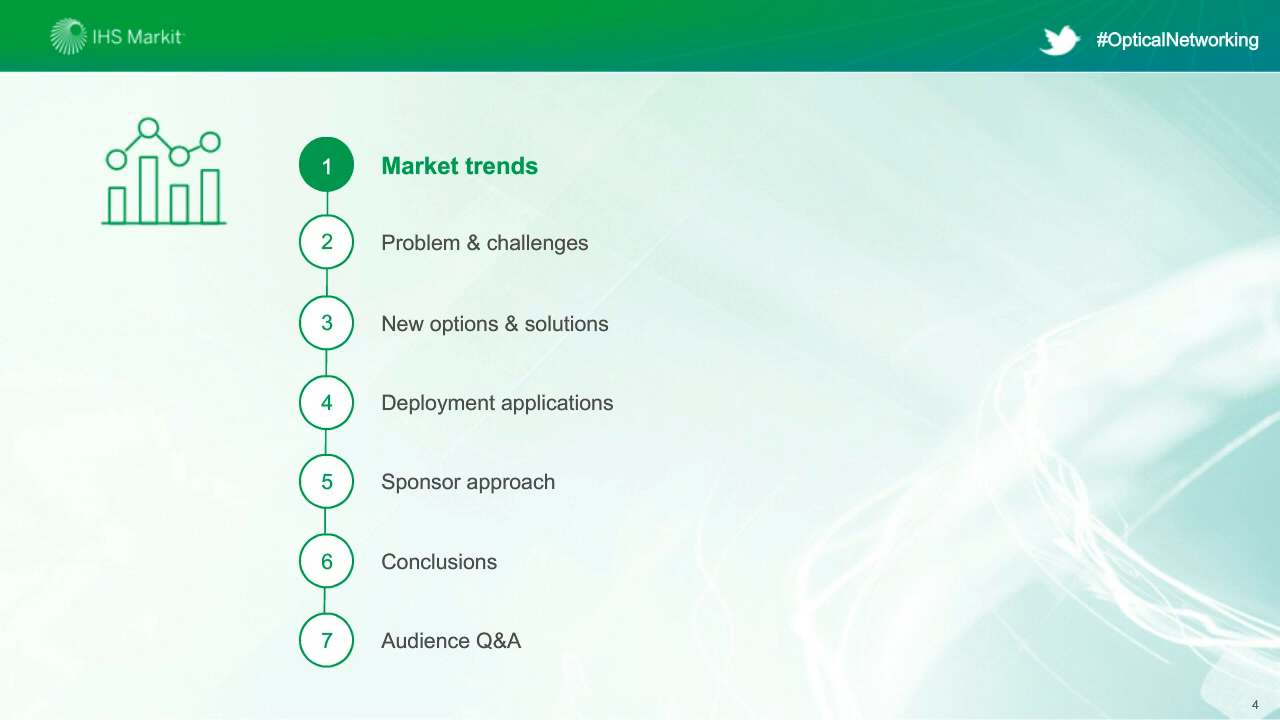 IHS Markit
#OpticalNetworking
1 Market trends
2 Problem & challenges
3 New options & solutions
4 Deployment applications
5 Sponsor approach
6 Conclusions
7 Audience Q&A
4